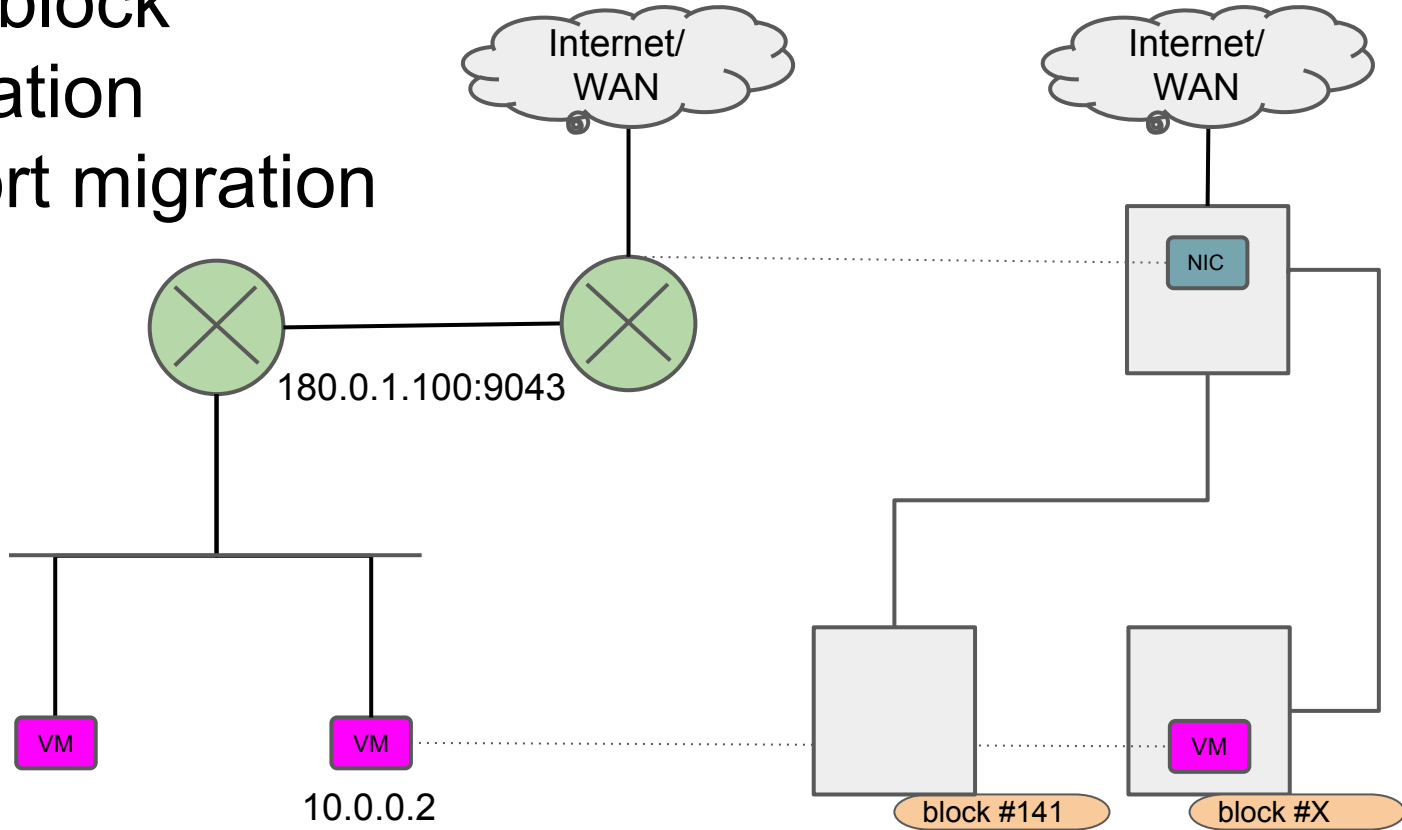 block
ation
ort migration
Internet/
WAN
Internet/
WAN
NIC
180.0.1.100:9043
VM
VM
VM
10.0.0.2
block #141
block #X